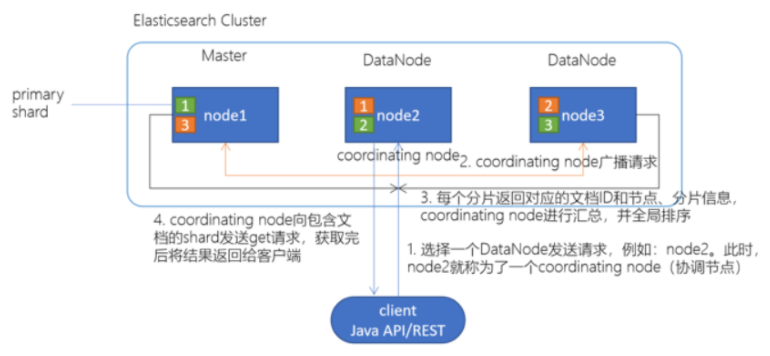 Elasticsearch Cluster
Master
DataNode
DataNode
primary
shard
1
3
node1
1
2
node2
2
3
node3
coordinating node
2. coordinating node广播请求
3. 每个分片返回对应的文档ID和节点、分片信息，
coordinating node进行汇总，并全局排序
4. coordinating node向包含文
档的shard发送get请求，获取完
后将结果返回给客户端
1. 选择一个DataNode发送请求，例如：node2。此时，
node2就称为了一个coordinating node（协调节点）
client
Java API/REST